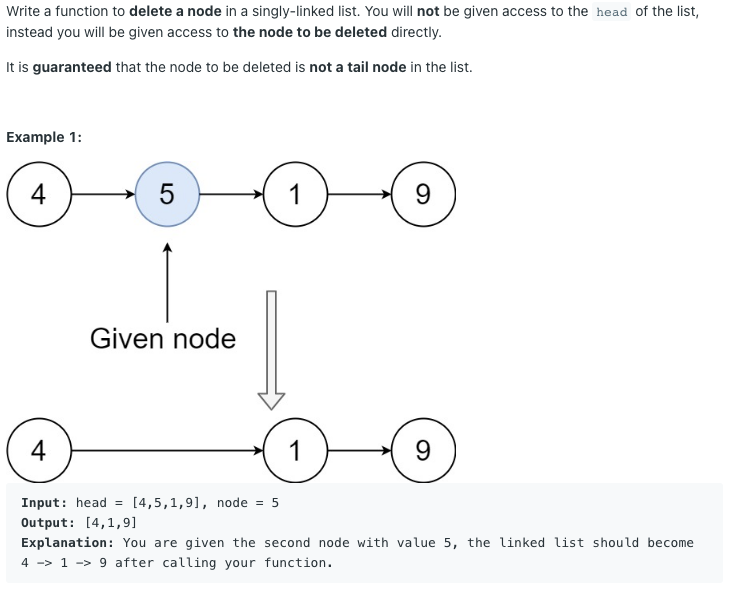 Write a function to delete a node in a singly-linked list. You will not be given access to the head of the list,
instead you will be given access to the node to be deleted directly.
It is guaranteed that the node to be deleted is not a tail node in the list.
Example 1:
4 5 1 9
Given node
4 1 9
Input: head = [4,5,1,9], node = 5
Output: [4,1,9]
Explanation: You are given the second node with value 5, the linked list should become
4 -> 1 -> 9 after calling your function.